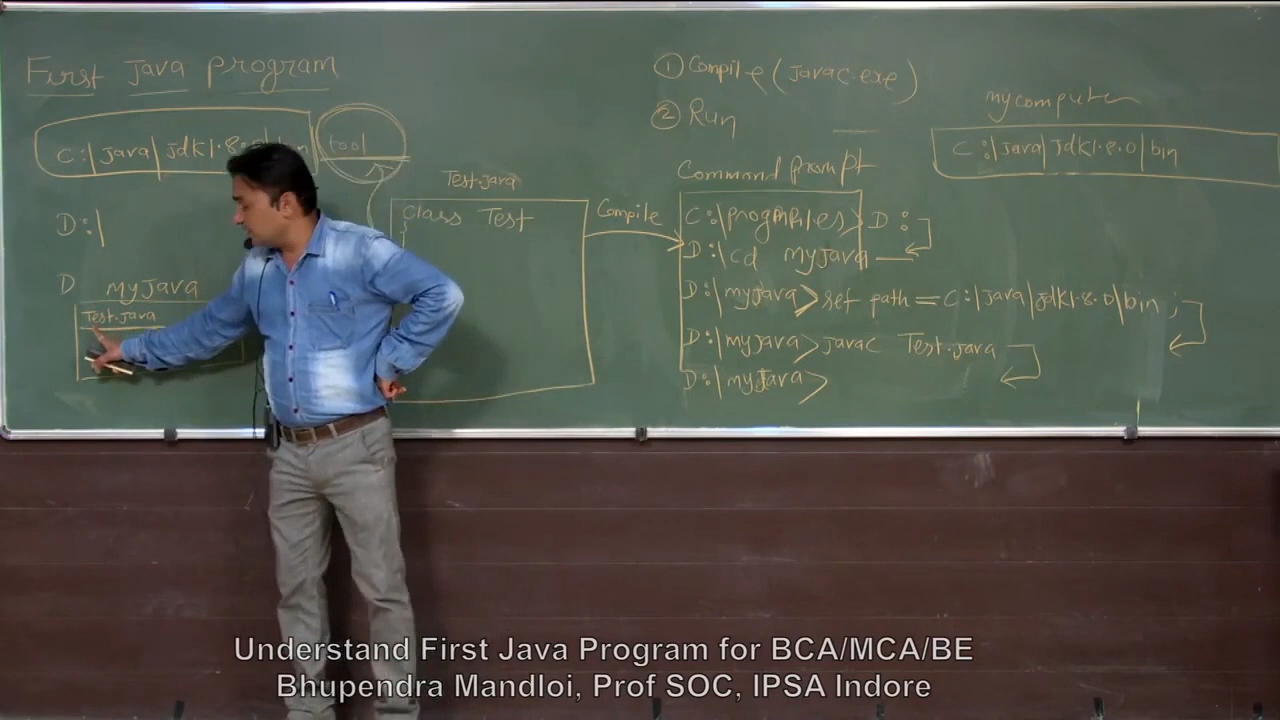 First Java program
C:\Java\Jdk1.8.0\bin
tool
D:\
D myJava
Test.java
Test.java
class Test
{
Compile
① Compile (Javac.exe)
② Run
Command prompt
C:\progmfiles> D:
D:\cd myJava
D:\myJava>set path=C:\Java\Jdk1.8.0\bin;
D:\myJava>javac Test.java
D:\myJava>
mycomputer
C:\Java\Jdk1.8.0\bin
Understand First Java Program for BCA/MCA/BE
Bhupendra Mandloi, Prof SOC, IPSA Indore